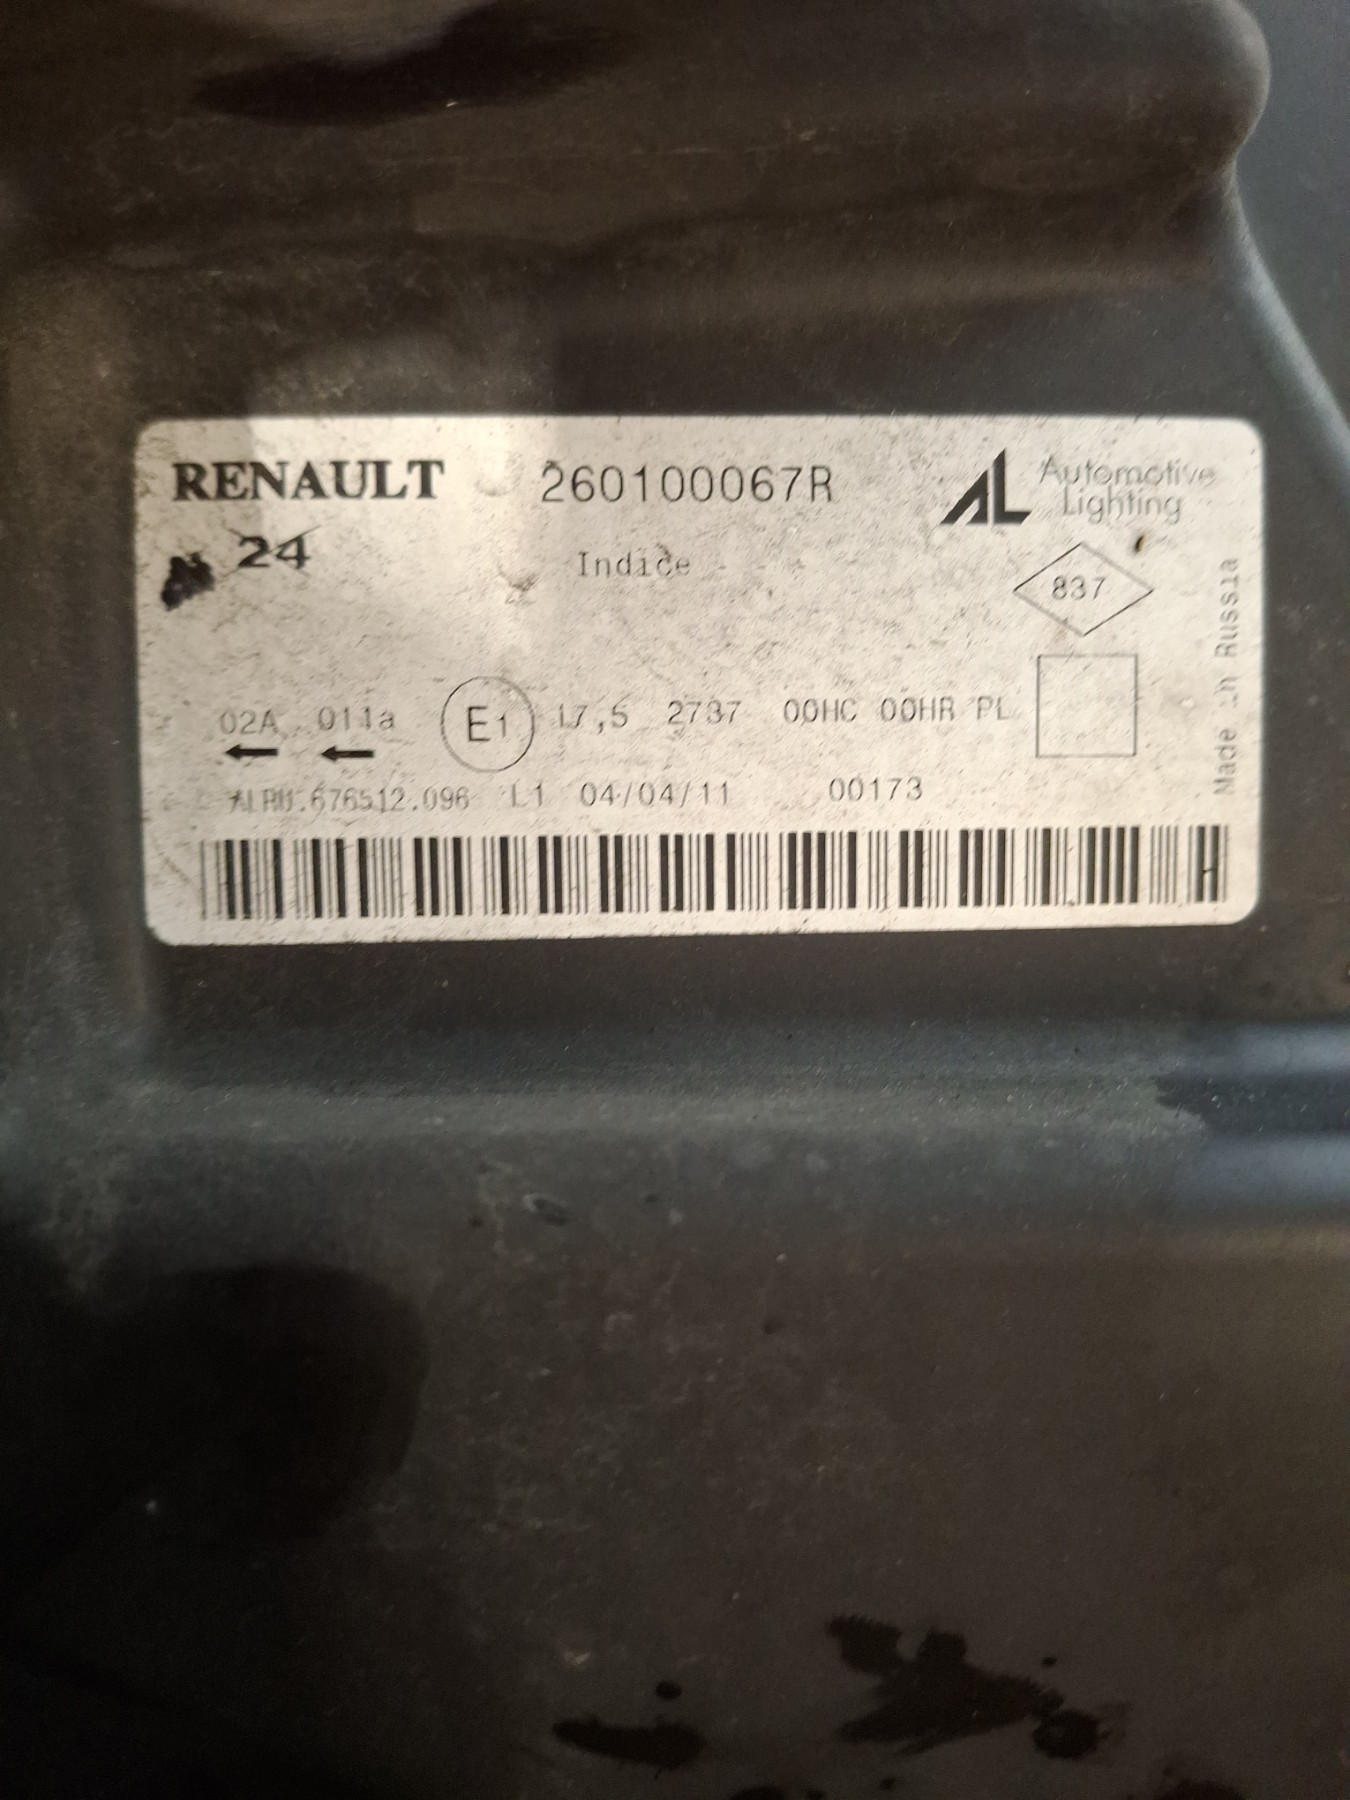 RENAULT 260100067R AL Automotive Lighting
24 Indice -
837
Made in Russia
02A 011a E1 17,5 2737 00HC 00HR PL
ALRU.676512.096 L1 04/04/11 00173